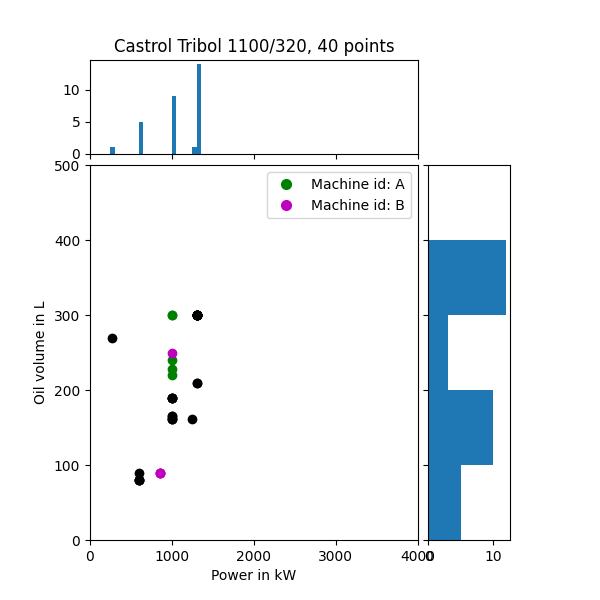 Castrol Tribol 1100/320, 40 points
10
5
0
500
400
300
200
100
0
Machine id: A
Machine id: B
Oil volume in L
0 1000 2000 3000 4000
0 10
Power in kW